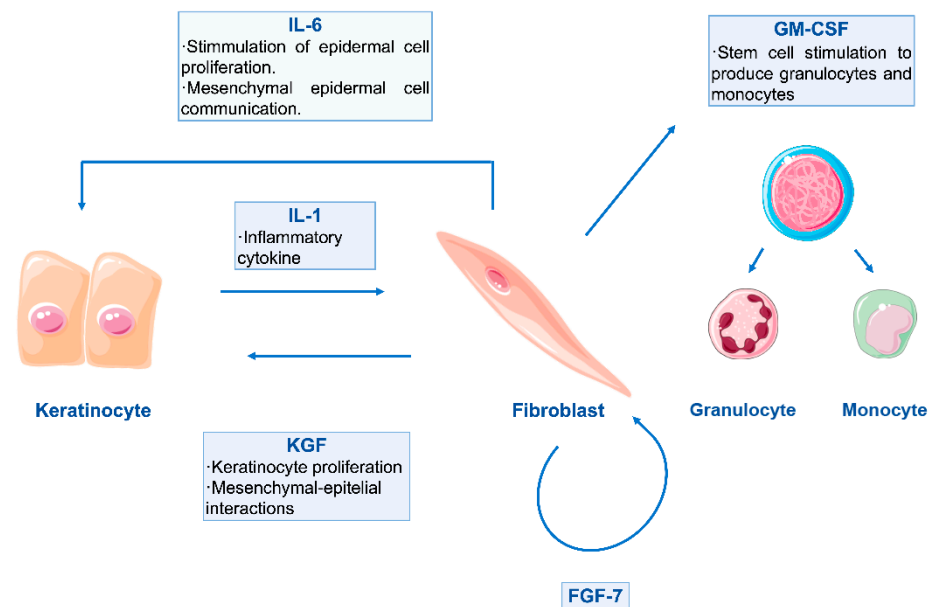 IL-6
·Stimmulation of epidermal cell
proliferation.
·Mesenchymal epidermal cell
communication.
GM-CSF
·Stem cell stimulation to
produce granulocytes and
monocytes
IL-1
·Inflammatory
cytokine
Keratinocyte
Fibroblast
Granulocyte
Monocyte
KGF
·Keratinocyte proliferation
·Mesenchymal-epitelial
interactions
FGF-7